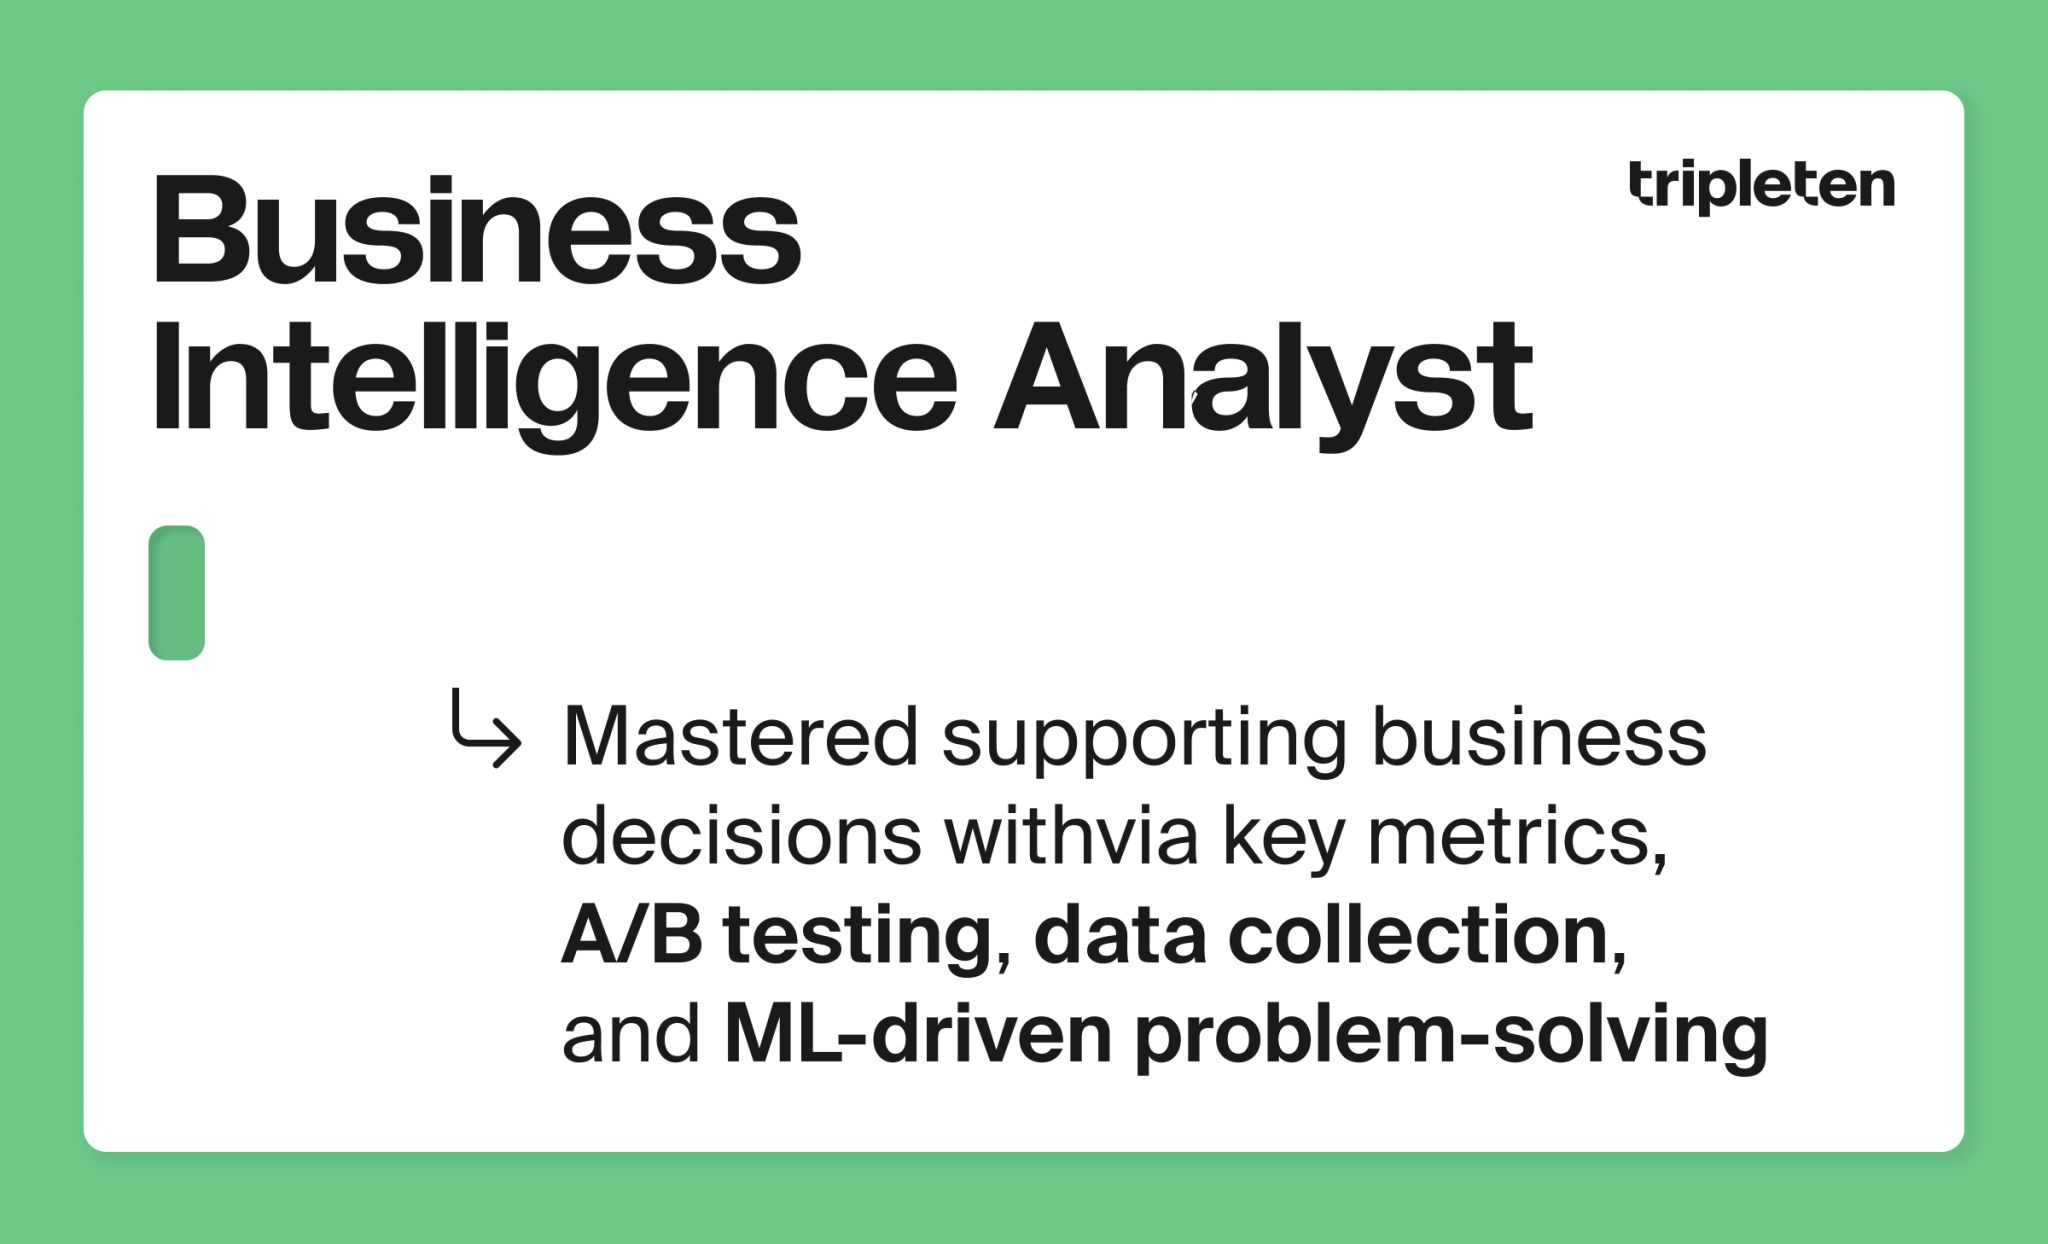 Business
tripleten
Intelligence Analyst
Mastered supporting business
decisions withvia key metrics,
A/B testing, data collection,
and ML-driven problem-solving